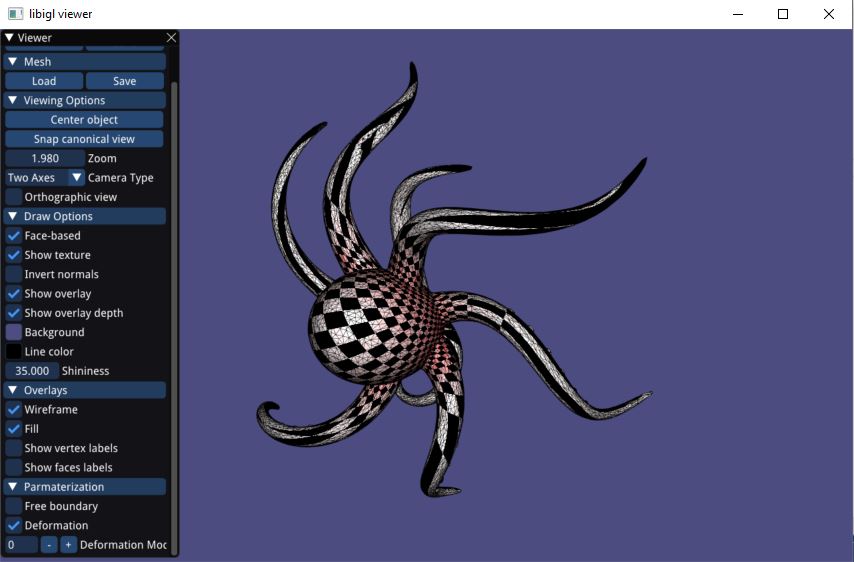 libigl viewer
Viewer
Mesh
Load Save
Viewing Options
Center object
Snap canonical view
1.980 Zoom
Two Axes Camera Type
Orthographic view
Draw Options
Face-based
Show texture
Invert normals
Show overlay
Show overlay depth
Background
Line color
35.000 Shininess
Overlays
Wireframe
Fill
Show vertex labels
Show faces labels
Parmaterization
Free boundary
Deformation
0 - + Deformation Moc